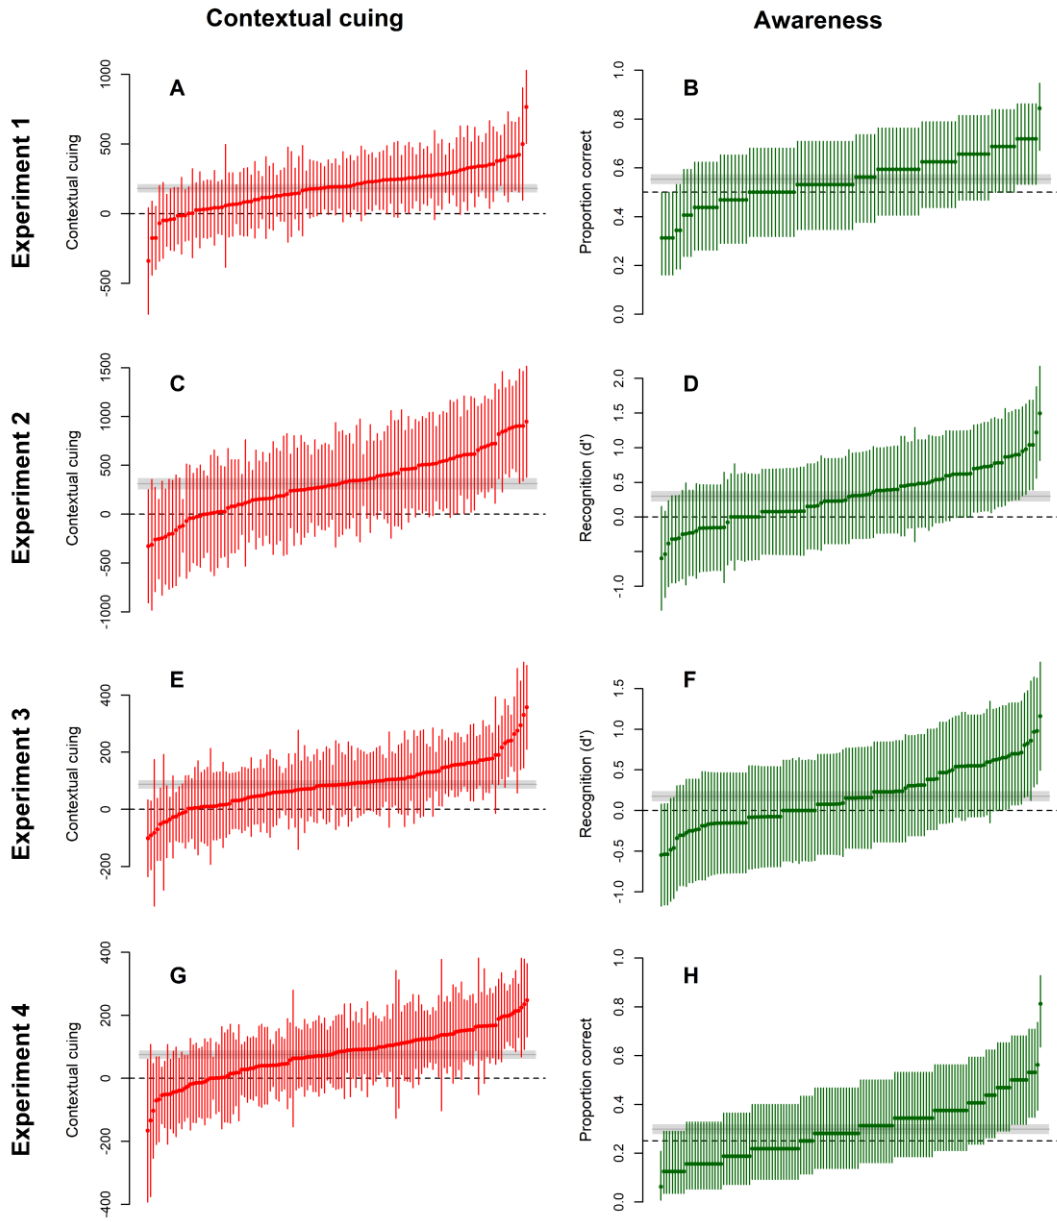 Contextual cuing
Awareness
Experiment 1
Contextual cuing
1000
500
0
-500
A
Proportion correct
1.0
0.8
0.6
0.4
0.2
0.0
B
Experiment 2
Contextual cuing
1500
1000
500
0
-500
-1000
C
Recognition (d')
2.0
1.5
1.0
0.5
0.0
-1.0
D
Experiment 3
Contextual cuing
400
200
0
-200
E
Recognition (d')
1.5
1.0
0.5
0.0
-0.5
-1.0
F
Experiment 4
Contextual cuing
400
200
0
-200
-400
G
Proportion correct
1.0
0.8
0.6
0.4
0.2
0.0
H